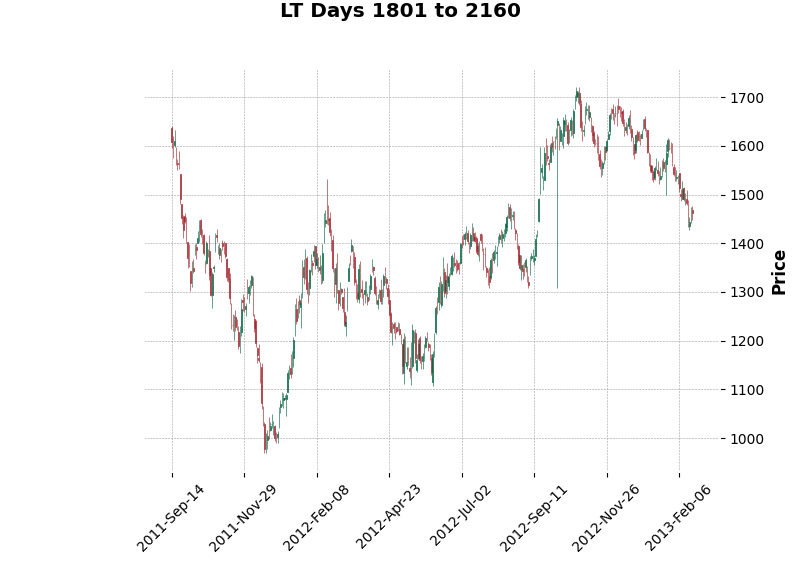 LT Days 1801 to 2160
1700
1600
1500
1400
1300
1200
1100
1000
Price
2011-Sep-14
2011-Nov-29
2012-Feb-08
2012-Apr-23
2012-Jul-02
2012-Sep-11
2012-Nov-26
2013-Feb-06